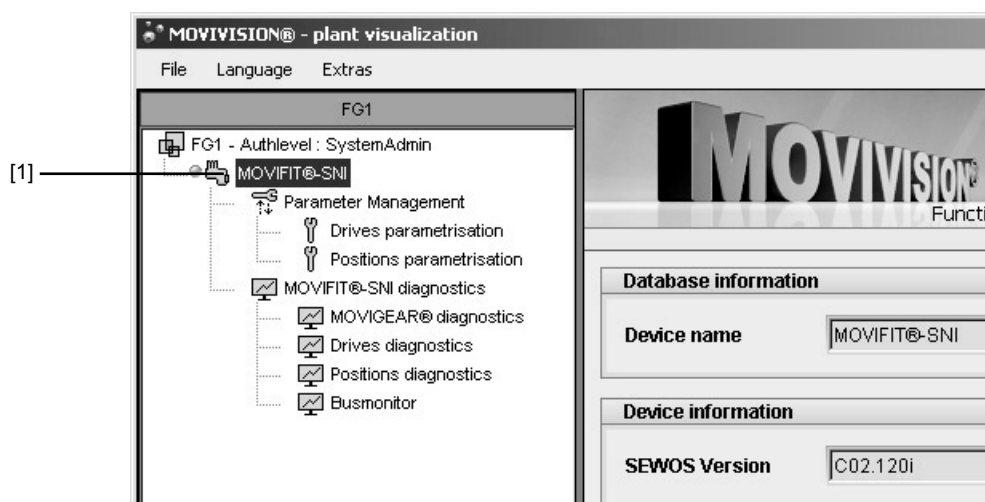 MOVIVISION® - plant visualization
File Language Extras
FG1
FG1 - Authlevel : SystemAdmin
[1]
MOVIFIT®-SNI
Parameter Management
Drives parametrisation
Positions parametrisation
MOVIFIT®-SNI diagnostics
MOVIGEAR® diagnostics
Drives diagnostics
Positions diagnostics
Busmonitor
MOVIVISION®
Functi
Database information
Device name MOVIFIT®-SNI
Device information
SEWOS Version C02.120i